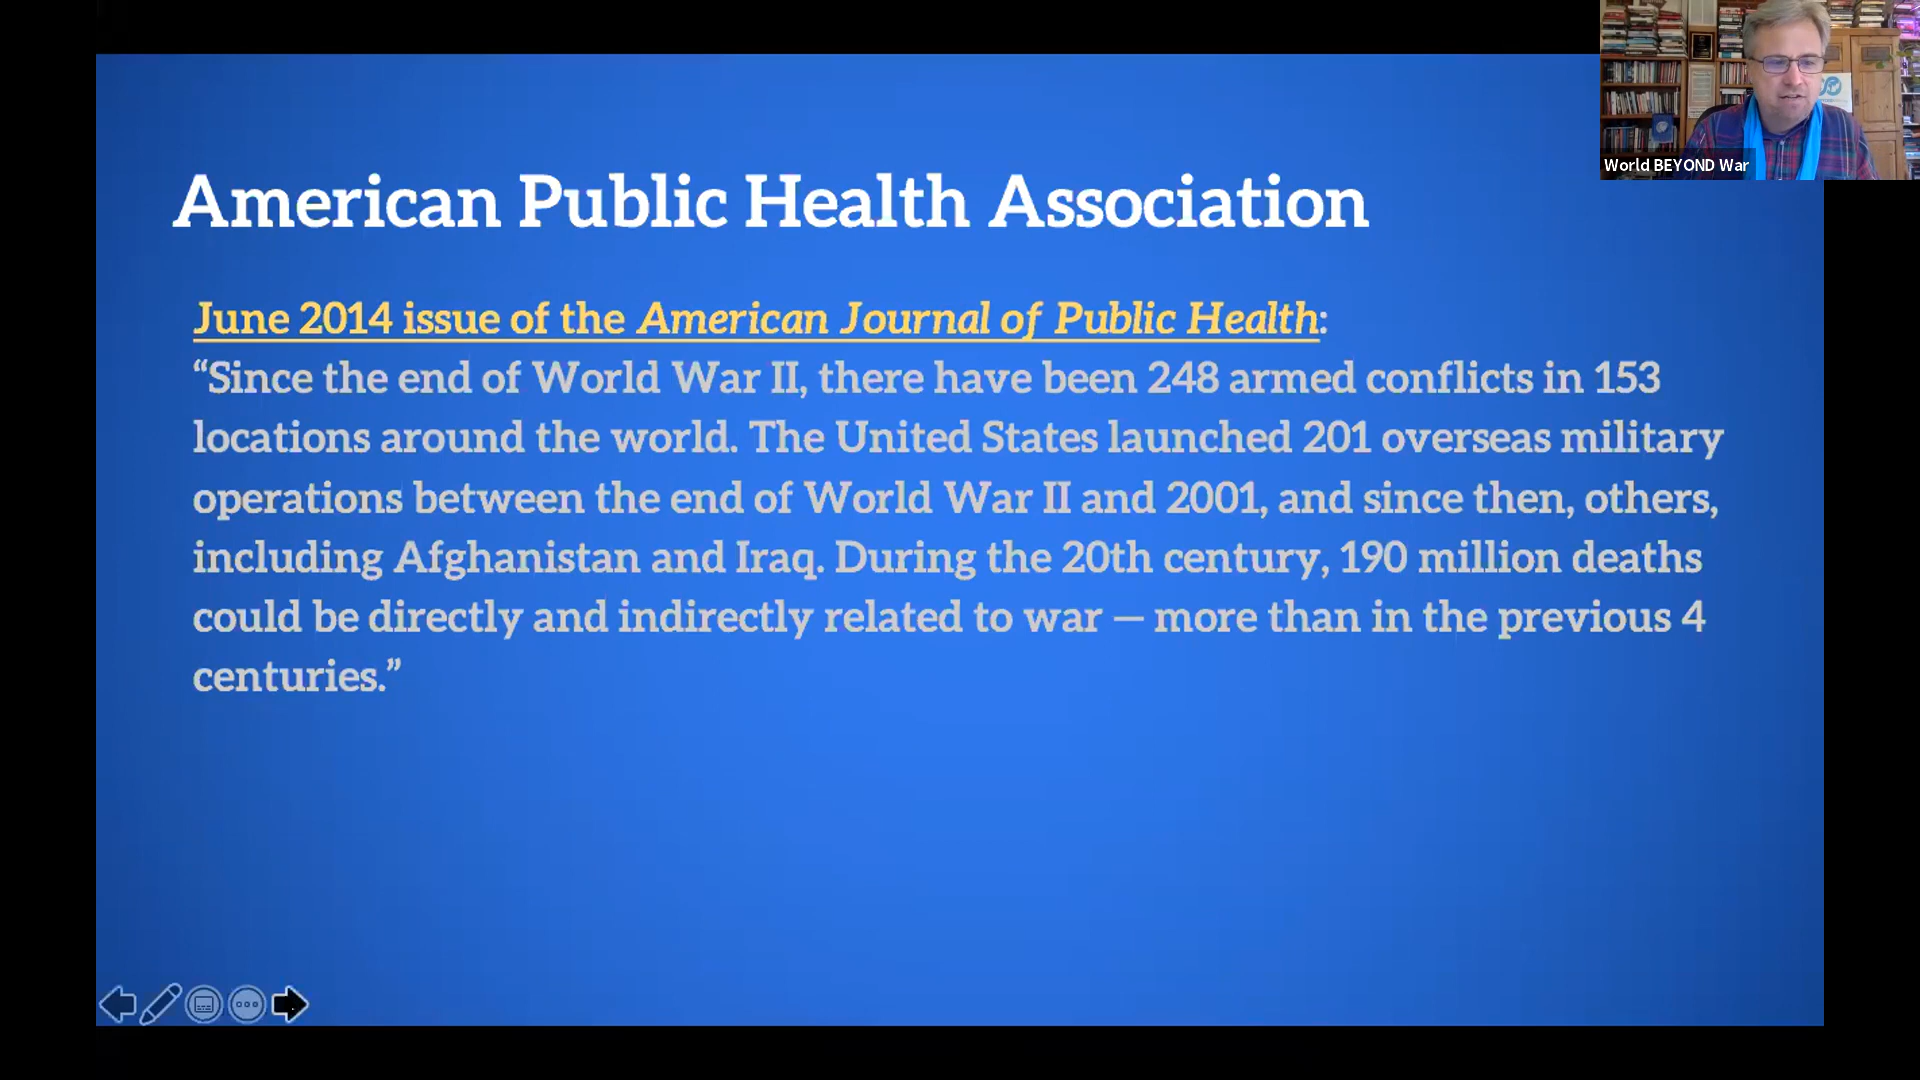 World BEYOND War
American Public Health Association
June 2014 issue of the American Journal of Public Health:
“Since the end of World War II, there have been 248 armed conflicts in 153
locations around the world. The United States launched 201 overseas military
operations between the end of World War II and 2001, and since then, others,
including Afghanistan and Iraq. During the 20th century, 190 million deaths
could be directly and indirectly related to war — more than in the previous 4
centuries.”